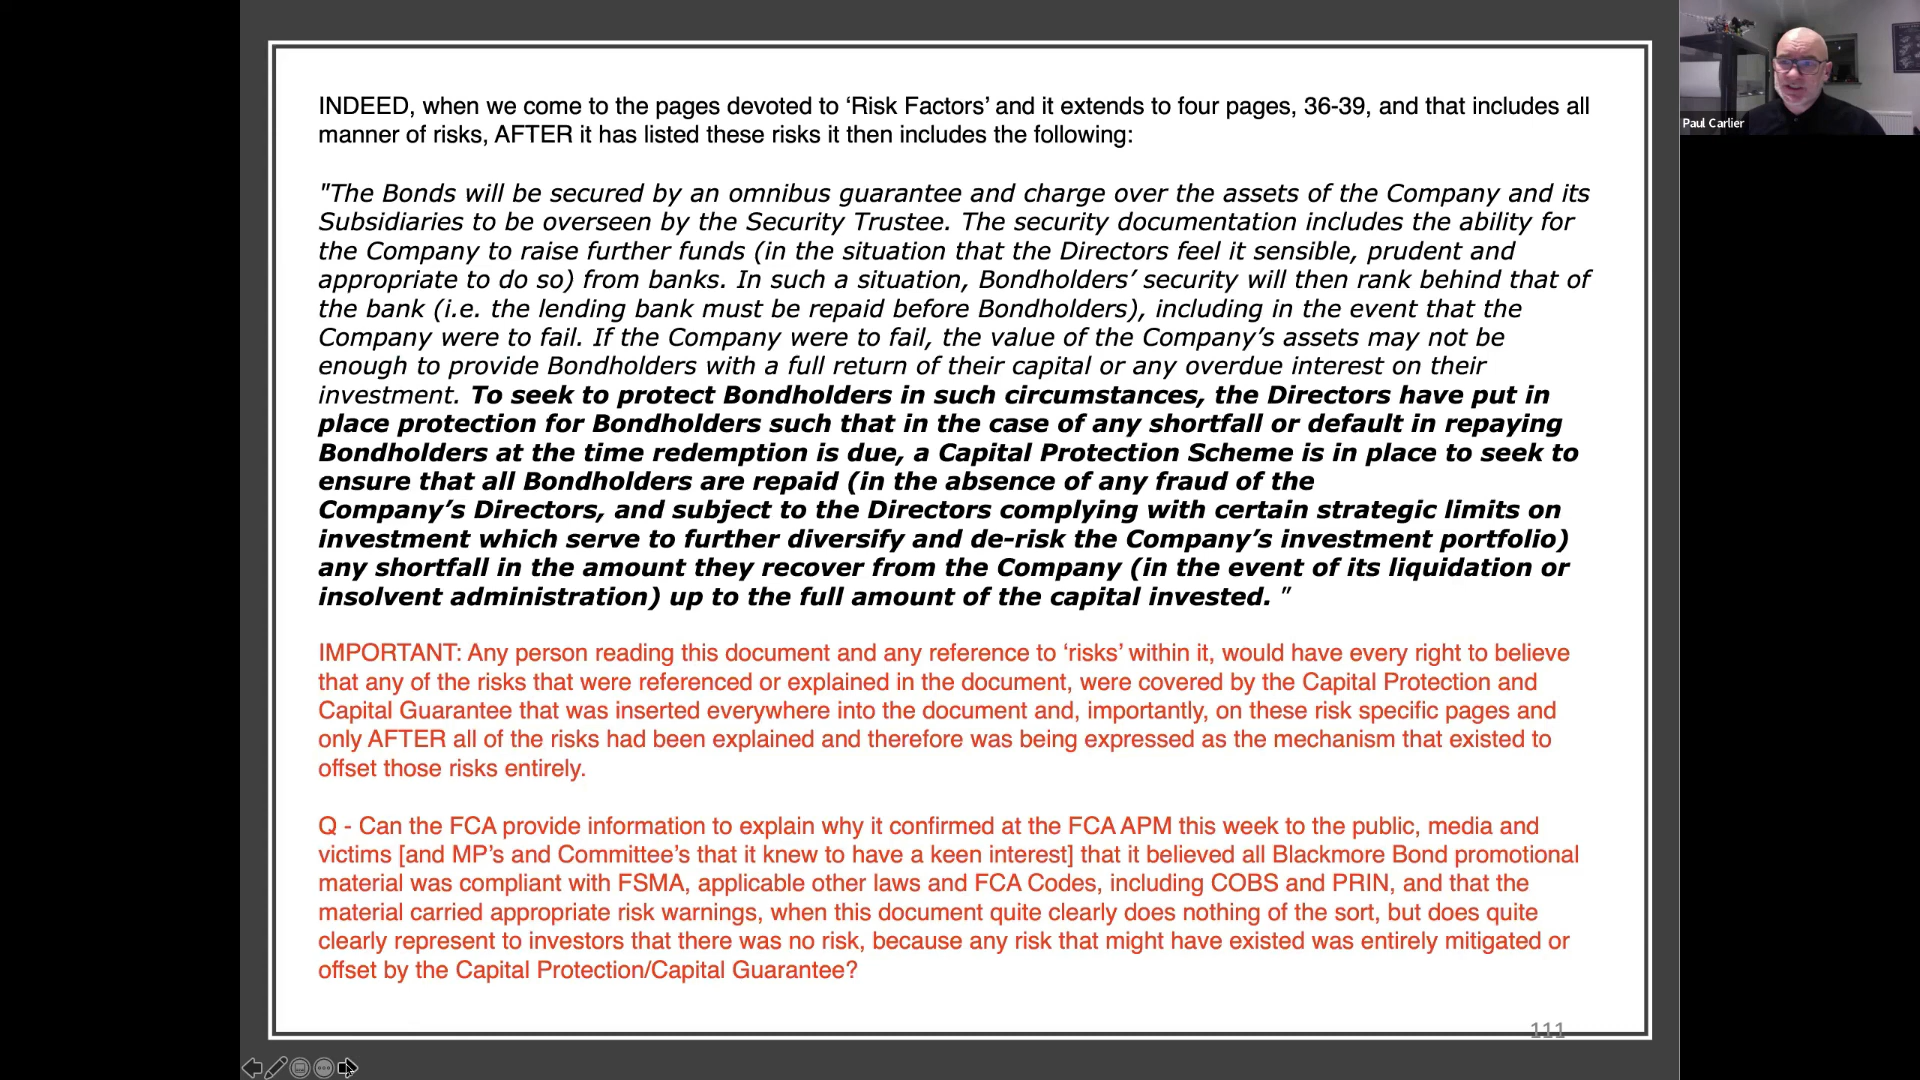 INDEED, when we come to the pages devoted to ‘Risk Factors’ and it extends to four pages, 36-39, and that includes all
manner of risks, AFTER it has listed these risks it then includes the following:
"The Bonds will be secured by an omnibus guarantee and charge over the assets of the Company and its
Subsidiaries to be overseen by the Security Trustee. The security documentation includes the ability for
the Company to raise further funds (in the situation that the Directors feel it sensible, prudent and
appropriate to do so) from banks. In such a situation, Bondholders’ security will then rank behind that of
the bank (i.e. the lending bank must be repaid before Bondholders), including in the event that the
Company were to fail. If the Company were to fail, the value of the Company’s assets may not be
enough to provide Bondholders with a full return of their capital or any overdue interest on their
investment. To seek to protect Bondholders in such circumstances, the Directors have put in
place protection for Bondholders such that in the case of any shortfall or default in repaying
Bondholders at the time redemption is due, a Capital Protection Scheme is in place to seek to
ensure that all Bondholders are repaid (in the absence of any fraud of the
Company’s Directors, and subject to the Directors complying with certain strategic limits on
investment which serve to further diversify and de-risk the Company’s investment portfolio)
any shortfall in the amount they recover from the Company (in the event of its liquidation or
insolvent administration) up to the full amount of the capital invested. "
IMPORTANT: Any person reading this document and any reference to ‘risks’ within it, would have every right to believe
that any of the risks that were referenced or explained in the document, were covered by the Capital Protection and
Capital Guarantee that was inserted everywhere into the document and, importantly, on these risk specific pages and
only AFTER all of the risks had been explained and therefore was being expressed as the mechanism that existed to
offset those risks entirely.
Q - Can the FCA provide information to explain why it confirmed at the FCA APM this week to the public, media and
victims [and MP’s and Committee’s that it knew to have a keen interest] that it believed all Blackmore Bond promotional
material was compliant with FSMA, applicable other laws and FCA Codes, including COBS and PRIN, and that the
material carried appropriate risk warnings, when this document quite clearly does nothing of the sort, but does quite
clearly represent to investors that there was no risk, because any risk that might have existed was entirely mitigated or
offset by the Capital Protection/Capital Guarantee?
111
Paul Carlier